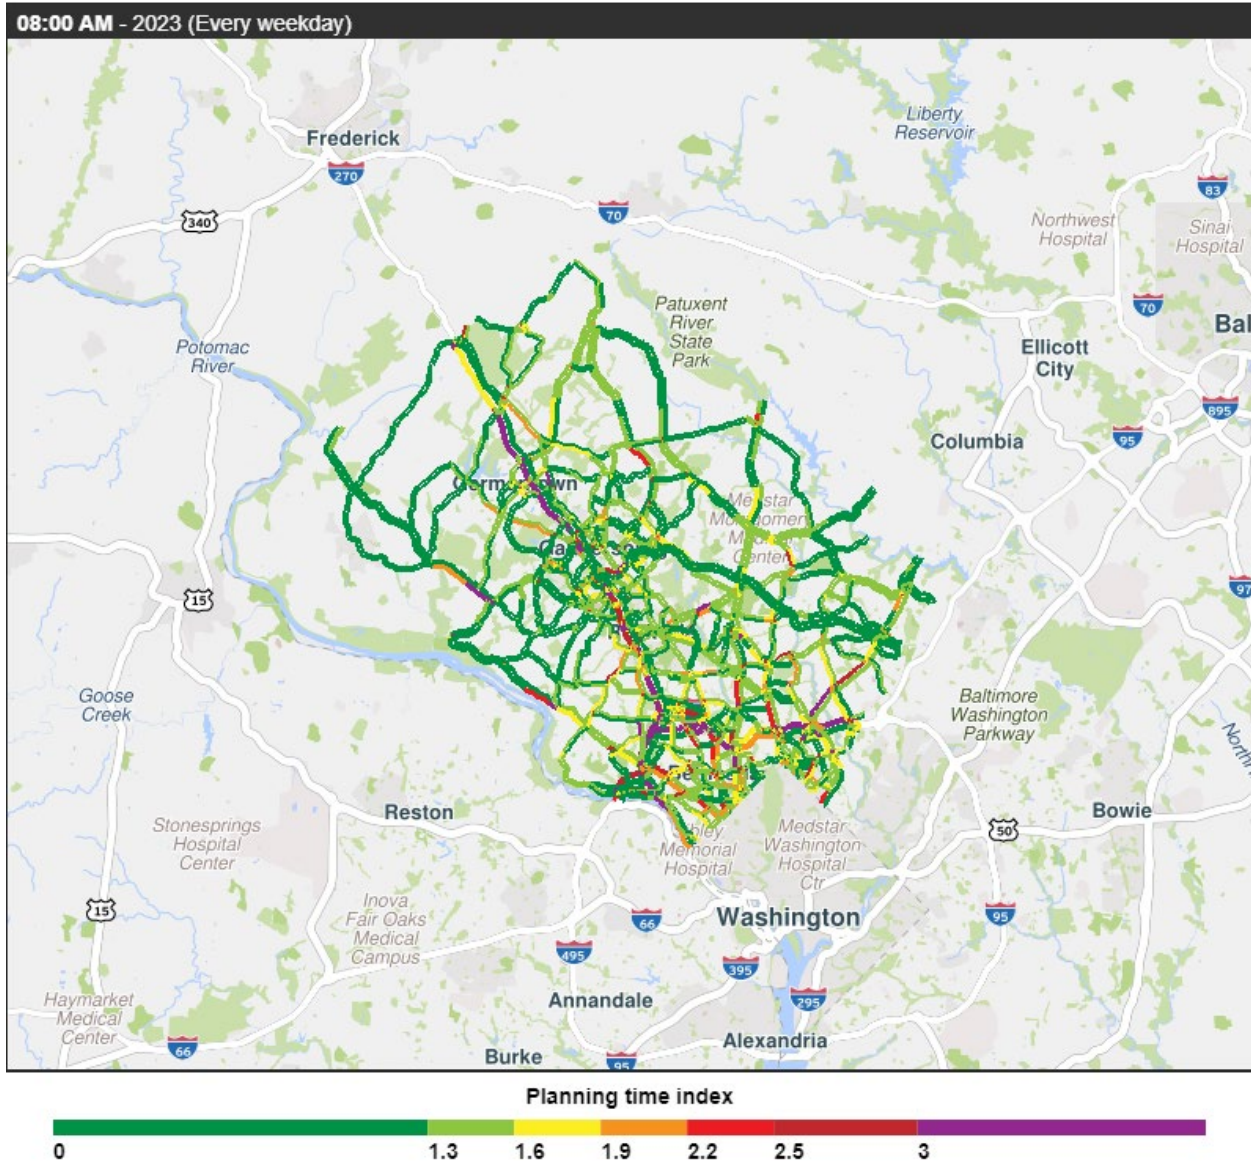 08:00 AM - 2023 (Every weekday)
Liberty
Reservoir
Frederick
270
83
340
70
Northwest
Hospital
Sinai
Hospital
Patuxent
River
State
Park
70
Bal
Potomac
River
Ellicott
City
895
95
Columbia
Medstar
Montgomery
Center
97
15
Goose
Creek
Baltimore
Washington
Parkway
Reston
Bowie
Stonesprings
Hospital
Center
Memorial
Hospital
Medstar
Washington
Hospital
Ctr
50
15
Inova
Fair Oaks
Medical
Campus
66
Washington
95
495
395
295
Annandale
Haymarket
Medical
Center
66
Burke
95
Alexandria
Planning time index
0 1.3 1.6 1.9 2.2 2.5 3